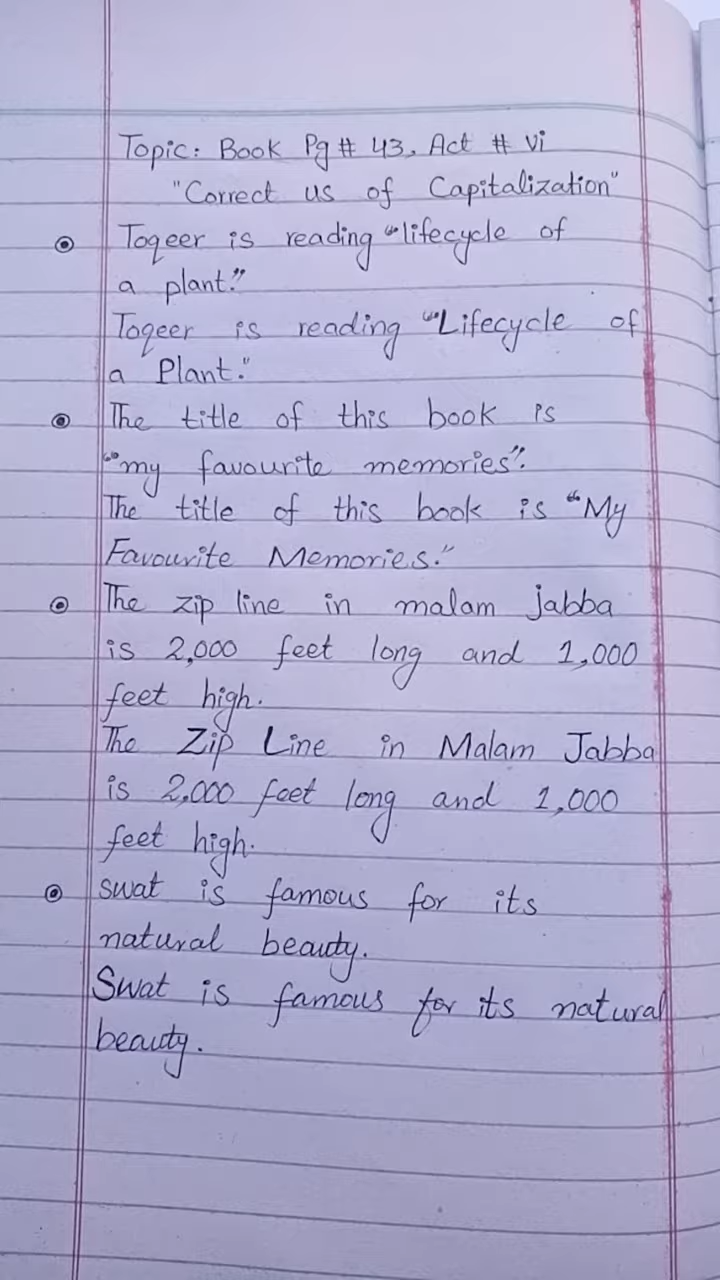 Topic: Book Pg # 43, Act # vi
"Correct us of Capitalization"
Toqeer is reading "lifecycle of
a plant."
Toqeer is reading "Lifecycle of
a Plant."
The title of this book is
"my favourite memories".
The title of this book is "My
Favourite Memories."
The zip line in malam jabba
is 2,000 feet long and 1,000
feet high.
The Zip Line in Malam Jabba
is 2,000 feet long and 1,000
feet high.
swat is famous for its
natural beauty.
Swat is famous for its natural
beauty.